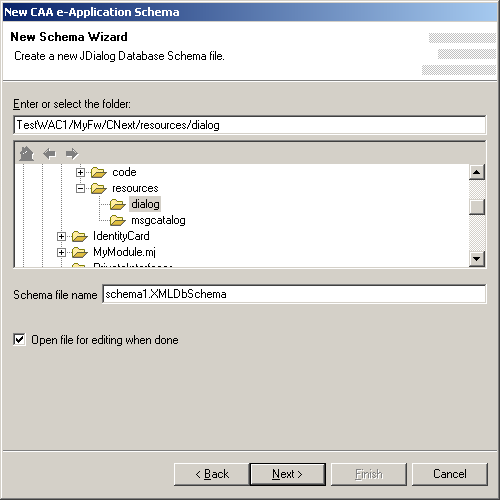 New CAA e-Application Schema
New Schema Wizard
Create a new JDialog Database Schema file.
Enter or select the folder:
TestWAC1/MyFw/CNext/resources/dialog
code
resources
dialog
msgcatalog
IdentityCard
MyModule.mj
PrivateInterfaces
Schema file name schema1.XMLDbSchema
Open file for editing when done
< Back Next > Finish Cancel